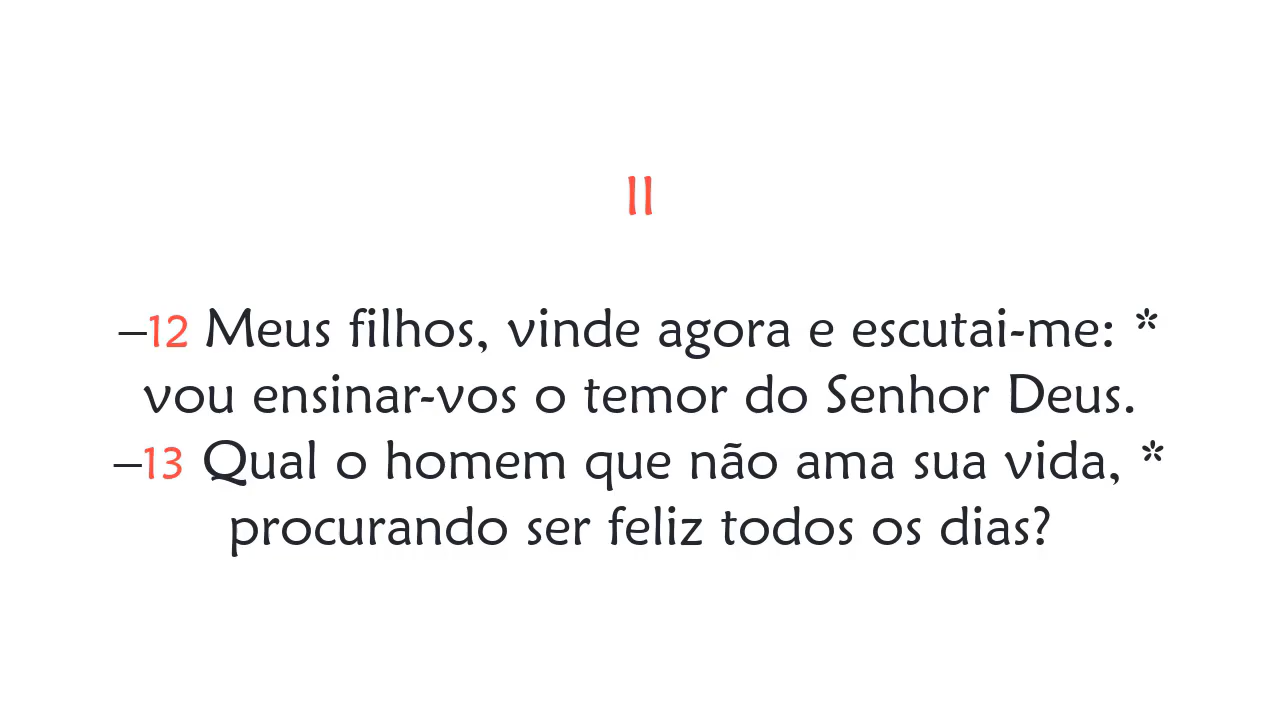 II
–12 Meus filhos, vinde agora e escutai-me: *
vou ensinar-vos o temor do Senhor Deus.
–13 Qual o homem que não ama sua vida, *
procurando ser feliz todos os dias?